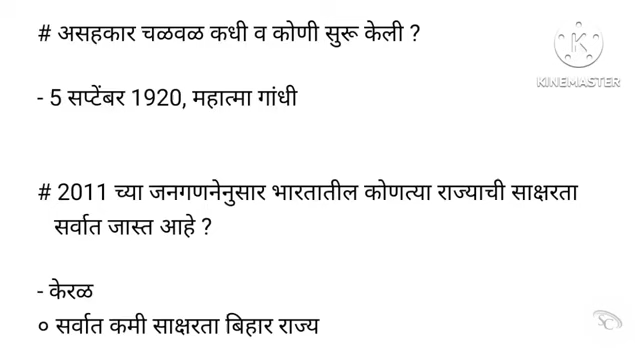 # असहकार चळवळ कधी व कोणी सुरू केली ?
KINEMASTER
- 5 सप्टेंबर 1920, महात्मा गांधी
# 2011 च्या जनगणनेनुसार भारतातील कोणत्या राज्याची साक्षरता
सर्वात जास्त आहे ?
- केरळ
० सर्वात कमी साक्षरता बिहार राज्य
SC